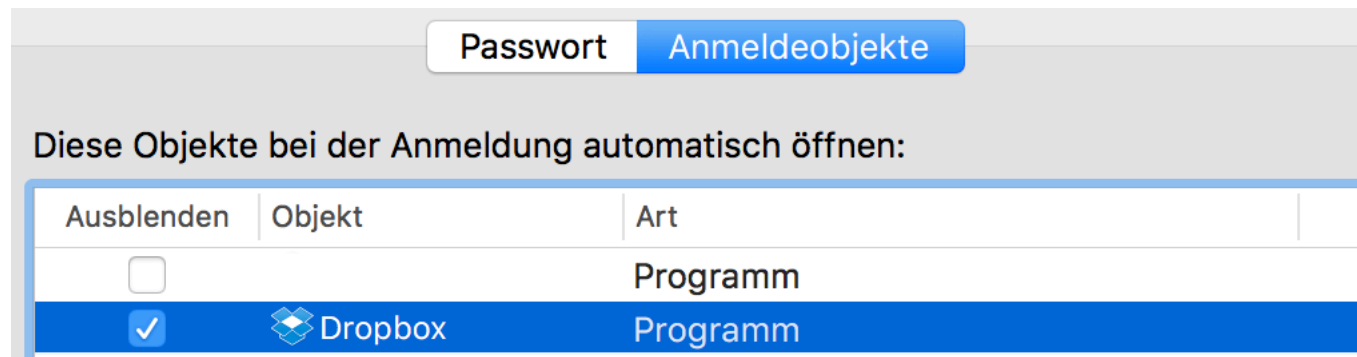 Passwort Anmeldeobjekte
Diese Objekte bei der Anmeldung automatisch öffnen:
Ausblenden Objekt Art
Programm
Dropbox Programm